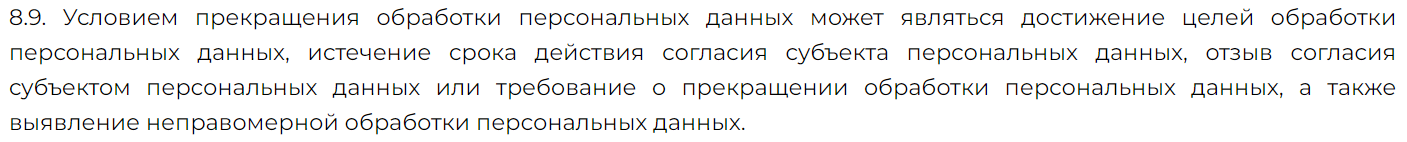 8.9. Условием прекращения обработки персональных данных может являться достижение целей обработки
персональных данных, истечение срока действия согласия субъекта персональных данных, отзыв согласия
субъектом персональных данных или требование о прекращении обработки персональных данных, а также
выявление неправомерной обработки персональных данных.